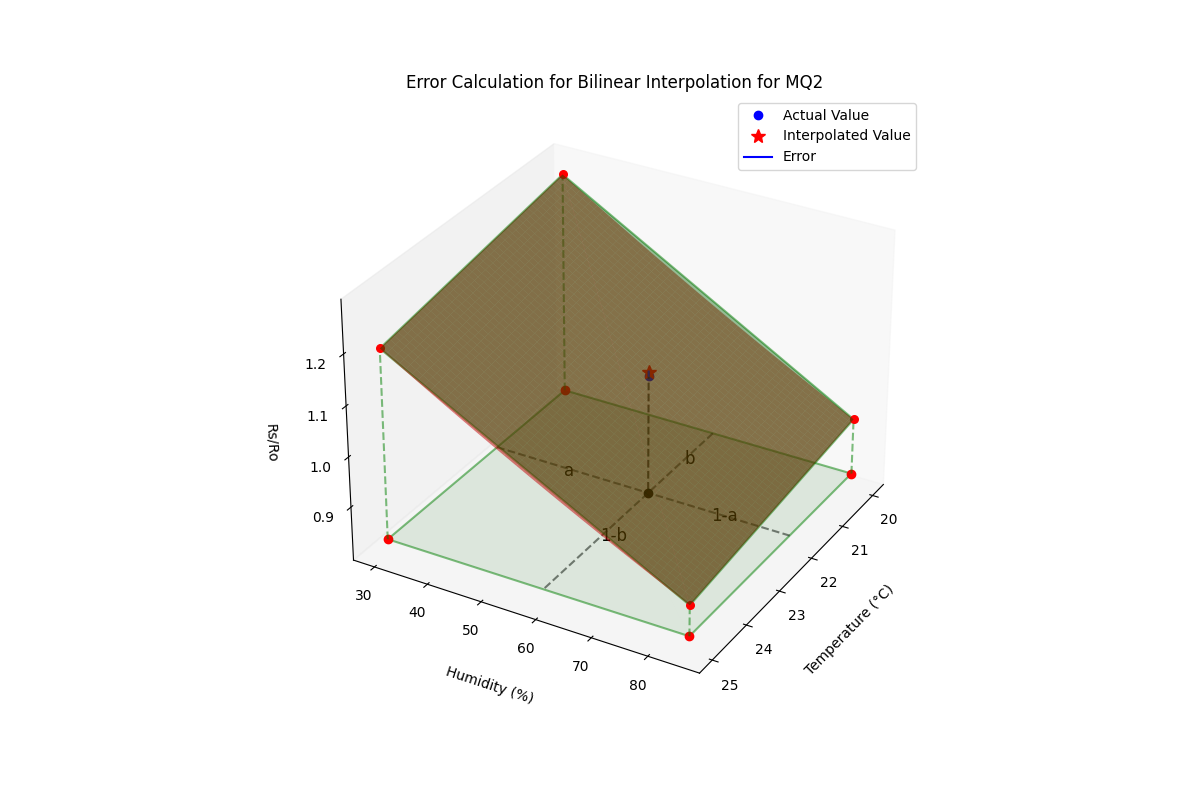 Error Calculation for Bilinear Interpolation for MQ2
Actual Value
Interpolated Value
Error
1.2
1.1
1.0
0.9
Rs/Ro
a
b
1-a
1-b
30
40
50
60
70
80
Humidity (%)
20
21
22
23
24
25
Temperature (°C)